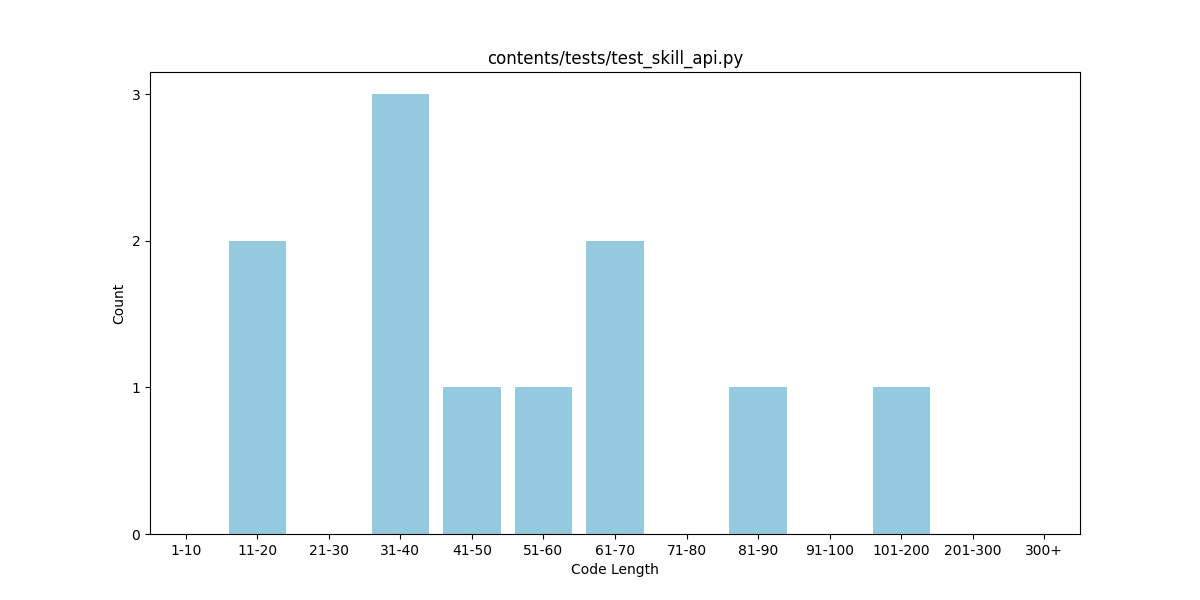 contents/tests/test_skill_api.py
3
2
1
0
Count
1-10 11-20 21-30 31-40 41-50 51-60 61-70 71-80 81-90 91-100 101-200 201-300 300+
Code Length